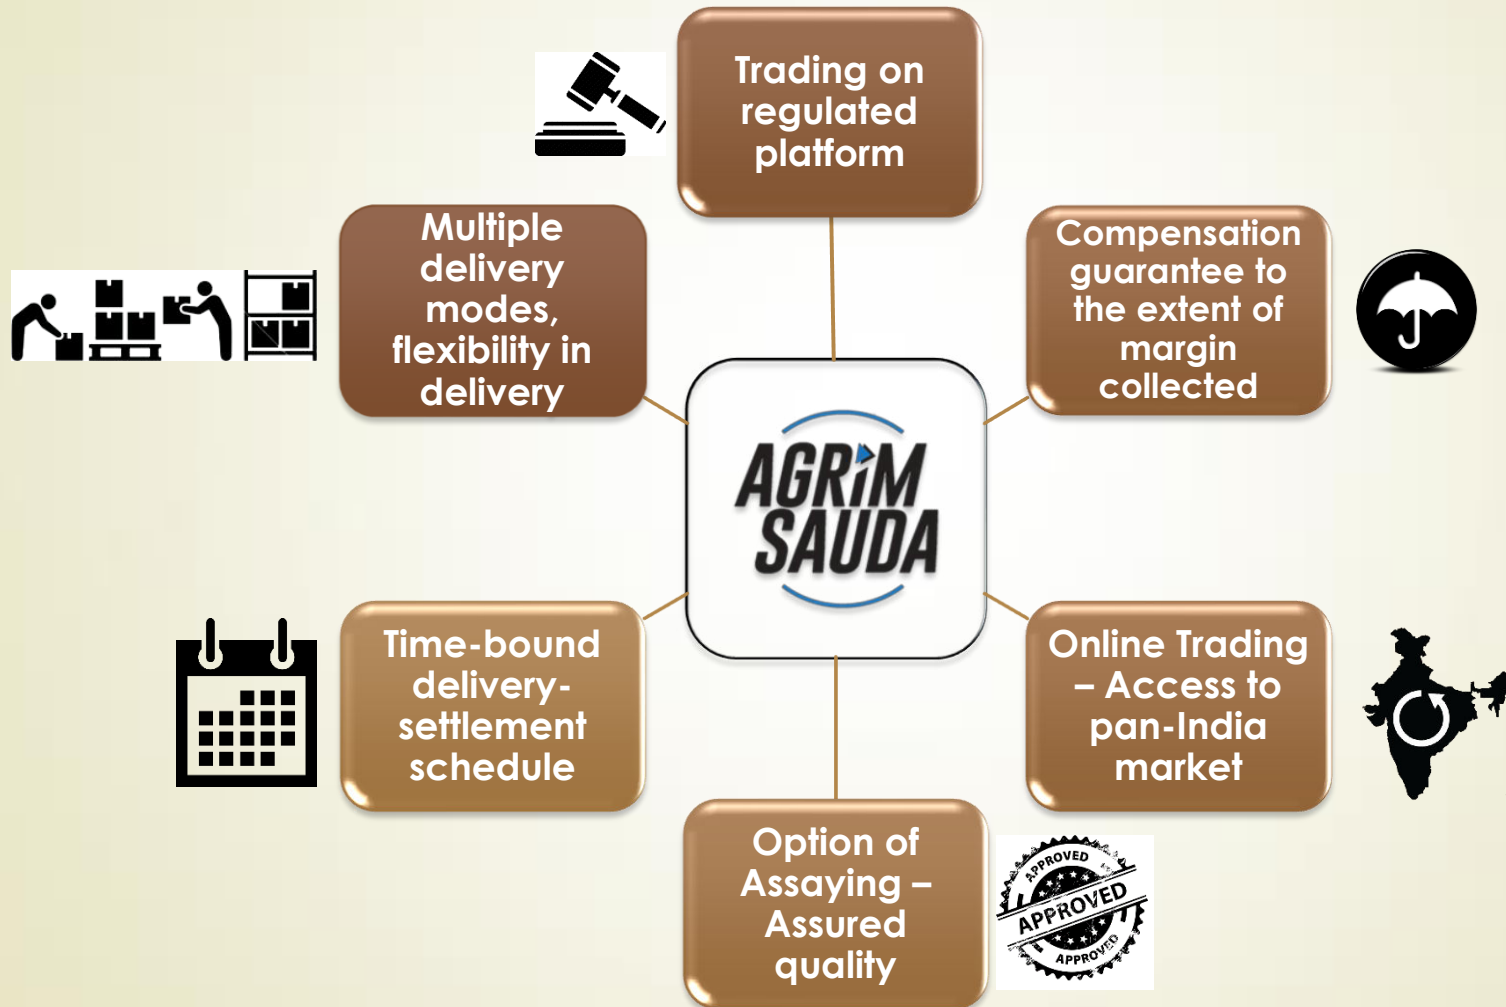 Trading on
regulated
platform
Multiple
delivery
modes,
flexibility in
delivery
Compensation
guarantee to
the extent of
margin
collected
AGRIM
SAUDA
Time-bound
delivery-
settlement
schedule
Online Trading
– Access to
pan-India
market
Option of
Assaying –
Assured
quality
APPROVED
APPROVED
APPROVED